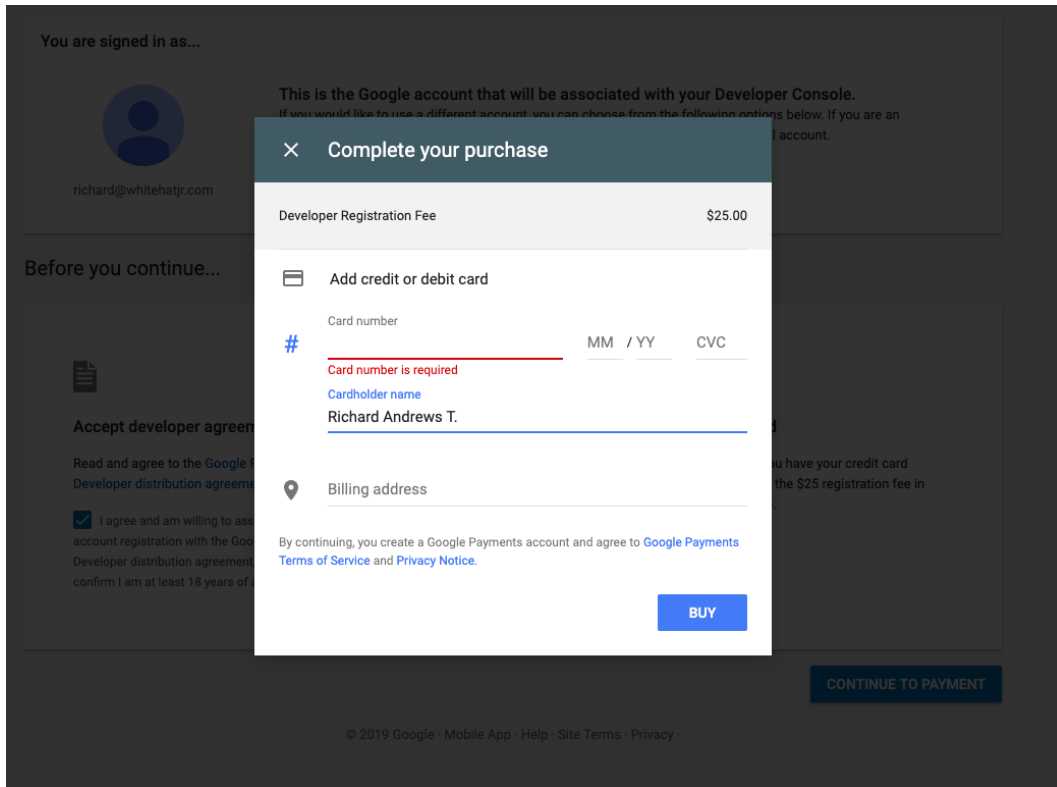 You are signed in as...
This is the Google account that will be associated with your Developer Console.
If you would like to use a different account, you can choose from the following options below. If you are an
l account.
richard@whitehatjr.com
Complete your purchase
Developer Registration Fee $25.00
Before you continue...
Add credit or debit card
Card number
# MM / YY CVC
Card number is required
Cardholder name
Richard Andrews T.
Accept developer agreem
Read and agree to the Google P
u have your credit card
Developer distribution agreeme
the $25 registration fee in
Billing address
I agree and am willing to ass
account registration with the Goo
Developer distribution agreement
confirm I am at least 18 years of a
By continuing, you create a Google Payments account and agree to Google Payments
Terms of Service and Privacy Notice.
BUY
CONTINUE TO PAYMENT
© 2019 Google · Mobile App · Help · Site Terms · Privacy ·